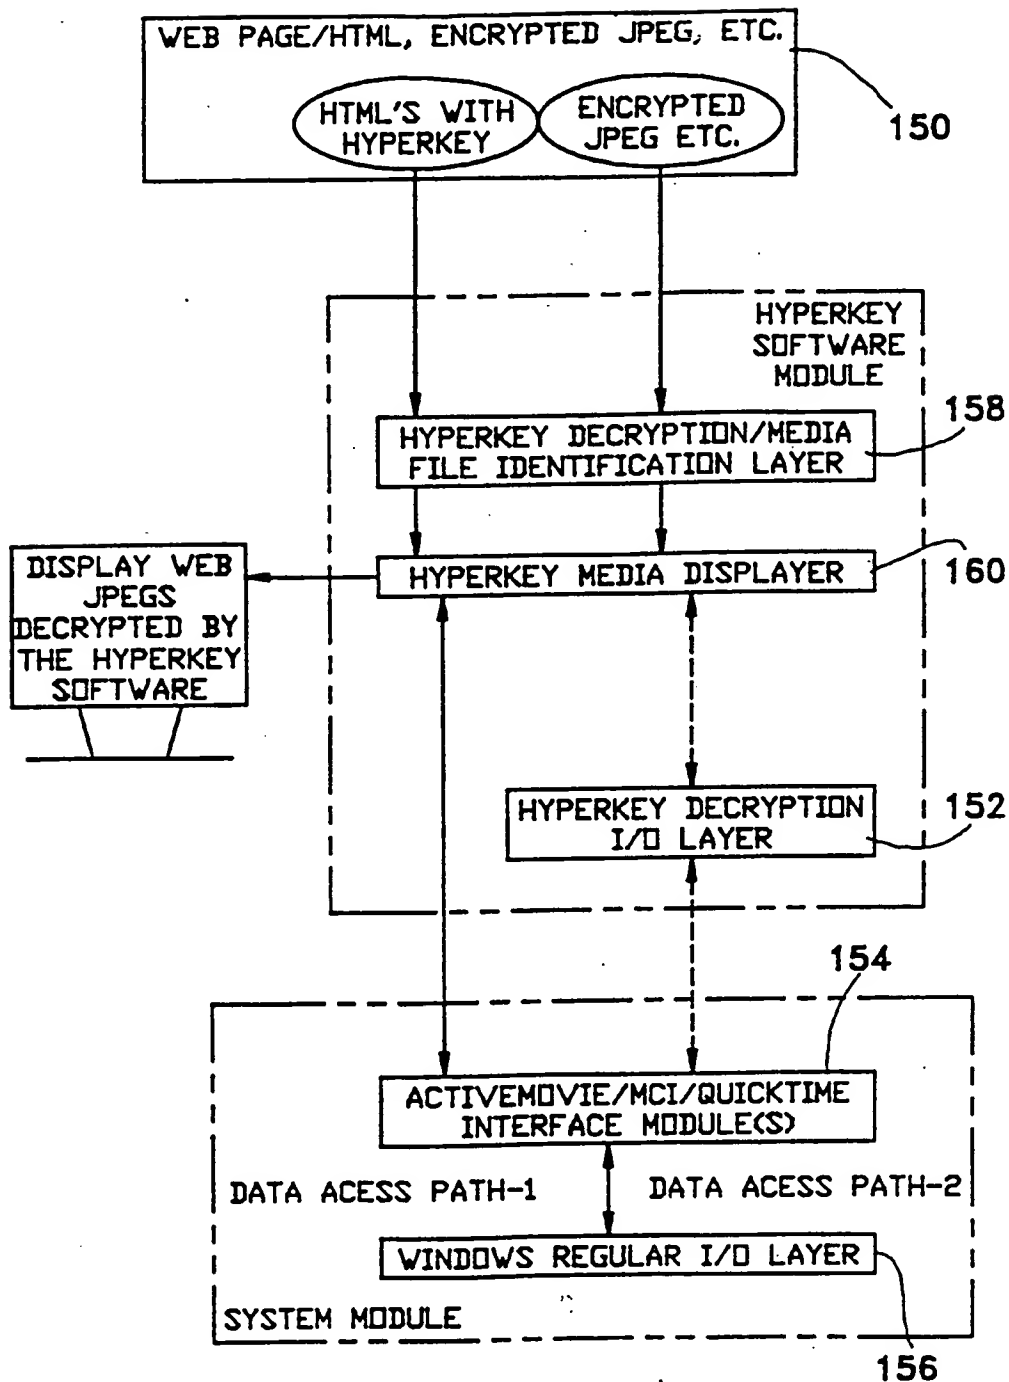 WEB PAGE/HTML, ENCRYPTED JPEG, ETC.
HTML'S WITH
HYPERKEY
ENCRYPTED
JPEG ETC.
150
HYPERKEY
SOFTWARE
MODULE
HYPERKEY DECRYPTION/MEDIA
FILE IDENTIFICATION LAYER
158
HYPERKEY MEDIA DISPLAYER
160
DISPLAY WEB
JPEGS
DECRYPTED BY
THE HYPERKEY
SOFTWARE
HYPERKEY DECRYPTION
I/O LAYER
152
154
ACTIVEMOVIE/MCI/QUICKTIME
INTERFACE MODULE(S)
DATA ACESS PATH-1
DATA ACESS PATH-2
WINDOWS REGULAR I/O LAYER
SYSTEM MODULE
156